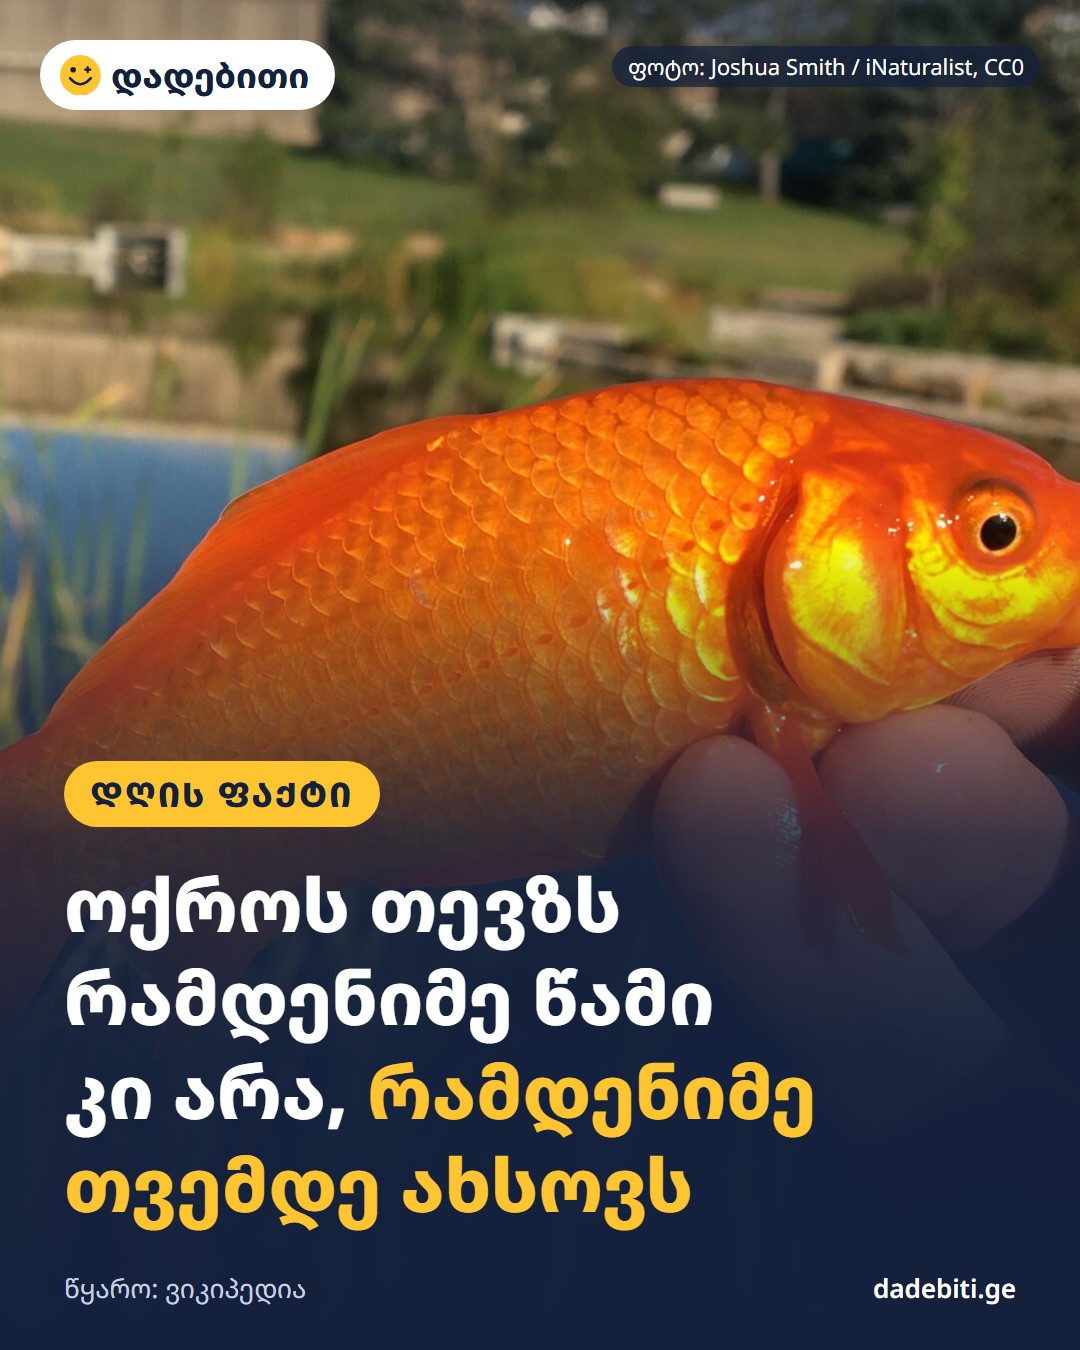 დადებითი
ფოტო: Joshua Smith / iNaturalist, CC0
დღის ფაქტი
ოქროს თევზს
რამდენიმე წამი
კი არა, რამდენიმე
თვემდე ახსოვს
წყარო: ვიკიპედია
dadebiti.ge